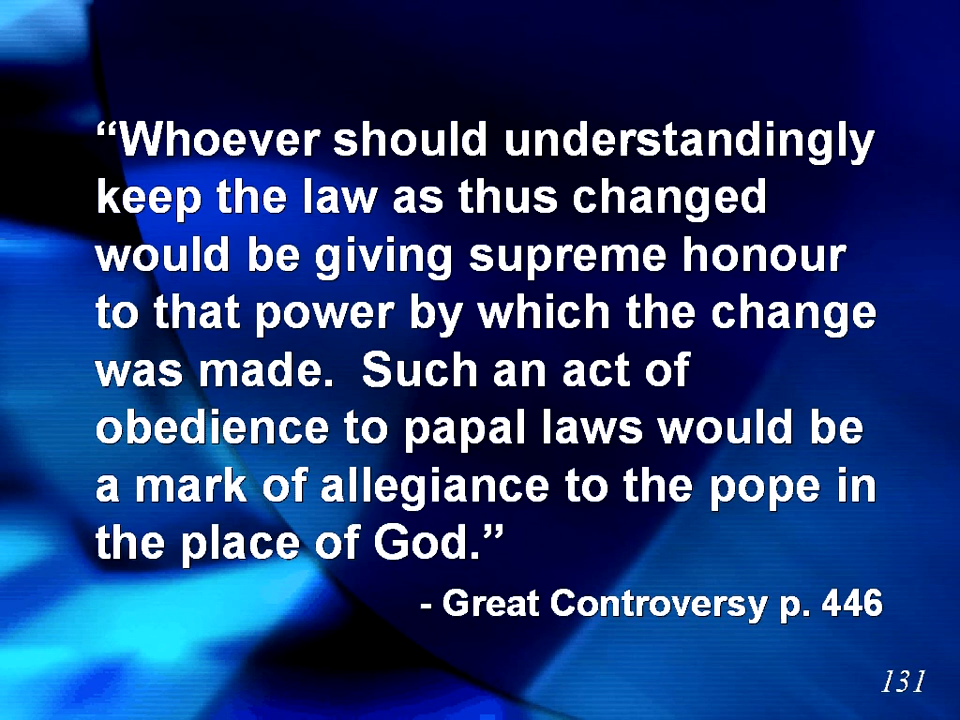 “Whoever should understandingly
keep the law as thus changed
would be giving supreme honour
to that power by which the change
was made.  Such an act of
obedience to papal laws would be
a mark of allegiance to the pope in
the place of God.”
- Great Controversy p. 446
131